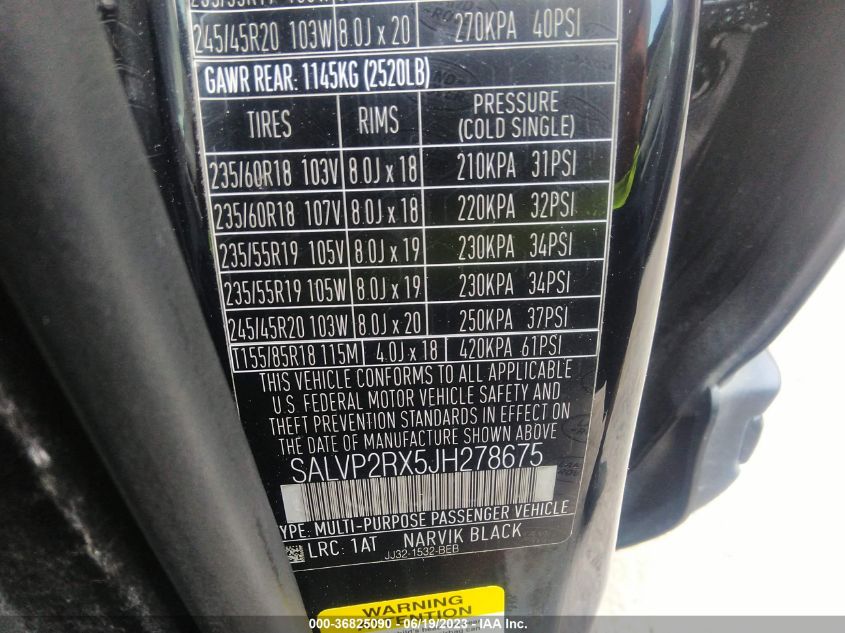 245/45R20 103W 8.0J x 20 270KPA 40PSI
GAWR REAR: 1145KG (2520LB)
TIRES RIMS PRESSURE (COLD SINGLE)
235/60R18 103V 8.0J x 18 210KPA 31PSI
235/60R18 107V 8.0J x 18 220KPA 32PSI
235/55R19 105V 8.0J x 19 230KPA 34PSI
235/55R19 105W 8.0J x 19 230KPA 34PSI
245/45R20 103W 8.0J x 20 250KPA 37PSI
T155/85R18 115M 4.0J x 18 420KPA 61PSI
THIS VEHICLE CONFORMS TO ALL APPLICABLE
U.S. FEDERAL MOTOR VEHICLE SAFETY AND
THEFT PREVENTION STANDARDS IN EFFECT ON
THE DATE OF MANUFACTURE SHOWN ABOVE
SALVP2RX5JH278675
TYPE: MULTI-PURPOSE PASSENGER VEHICLE
LRC: 1AT NARVIK BLACK
JJ32-1532-BEB
WARNING
000-36825090 - 06/19/2023 - IAA Inc.